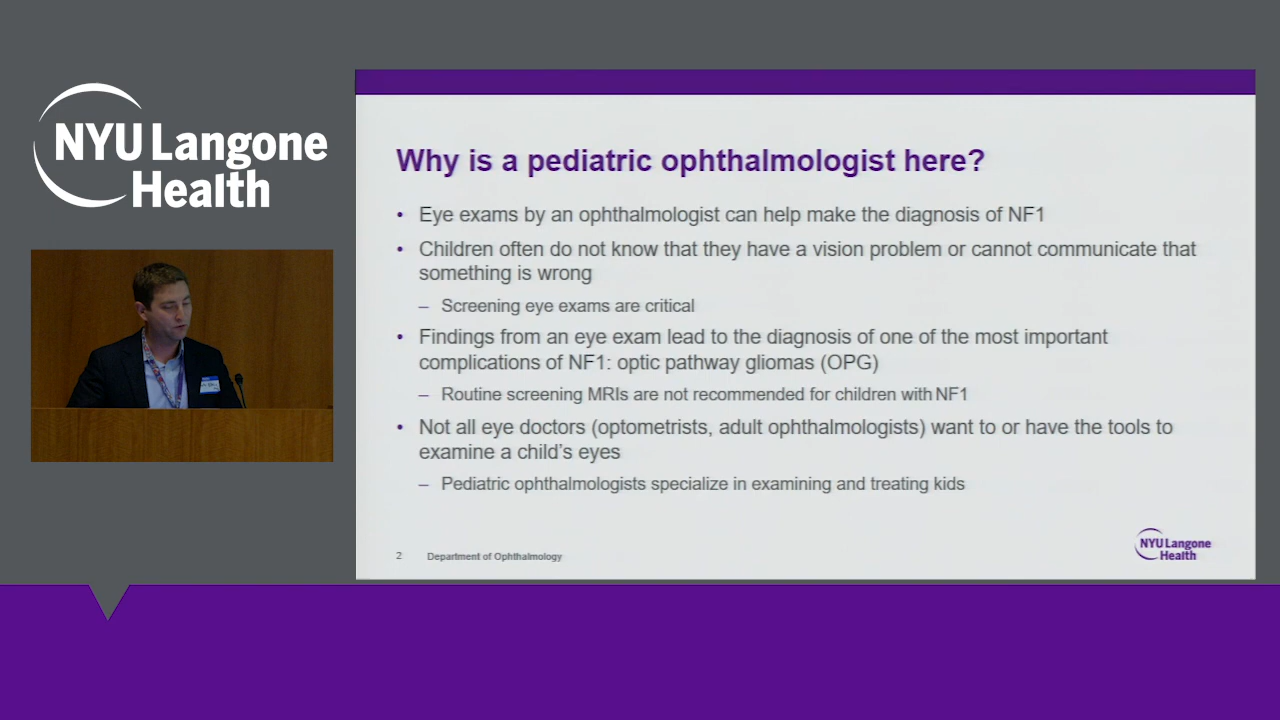 NYU Langone
Health
Why is a pediatric ophthalmologist here?
• Eye exams by an ophthalmologist can help make the diagnosis of NF1
• Children often do not know that they have a vision problem or cannot communicate that
something is wrong
– Screening eye exams are critical
• Findings from an eye exam lead to the diagnosis of one of the most important
complications of NF1: optic pathway gliomas (OPG)
– Routine screening MRIs are not recommended for children with NF1
• Not all eye doctors (optometrists, adult ophthalmologists) want to or have the tools to
examine a child's eyes
– Pediatric ophthalmologists specialize in examining and treating kids
2 Department of Ophthalmology
NYU Langone
Health